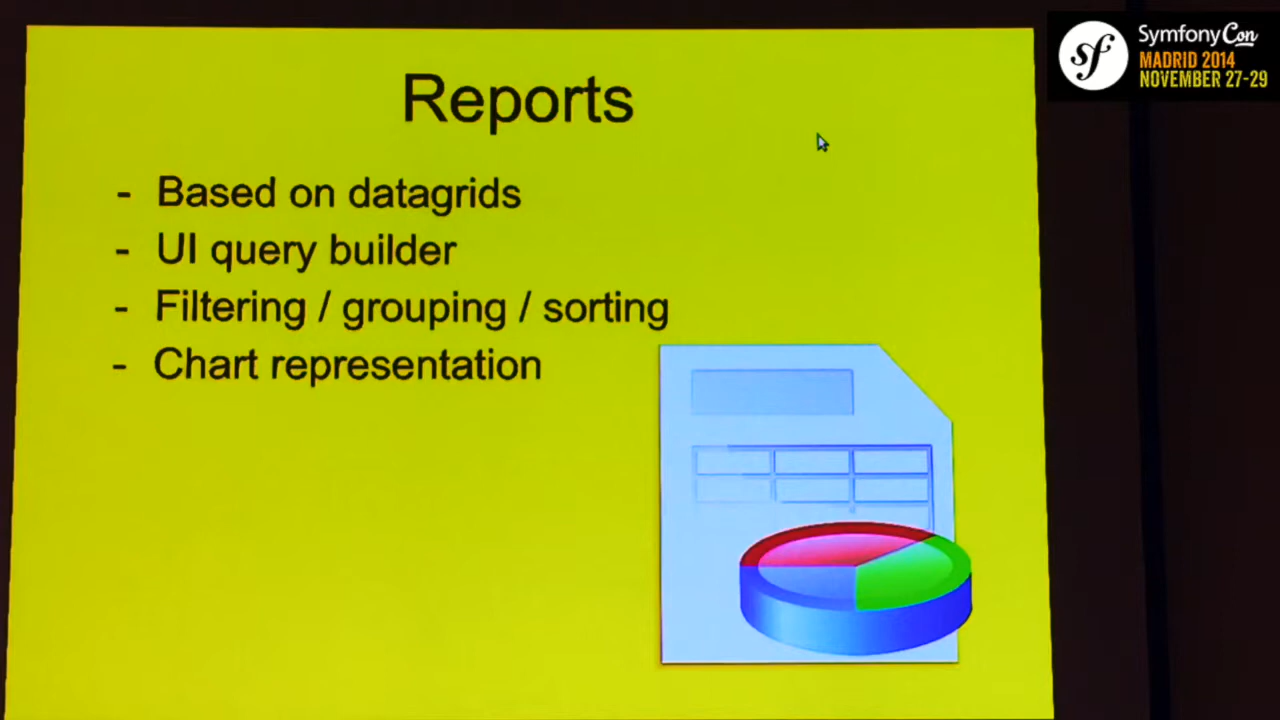 Reports
- Based on datagrids
- UI query builder
- Filtering / grouping / sorting
- Chart representation
sf SymfonyCon
MADRID 2014
NOVEMBER 27-29